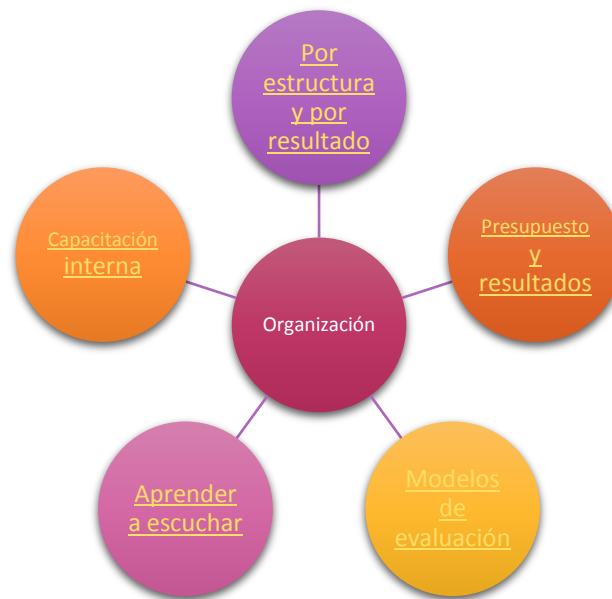 Por
estructura
y por
resultado
Capacitación
interna
Presupuesto
y
resultados
Organización
Aprender
a escuchar
Modelos
de
evaluación